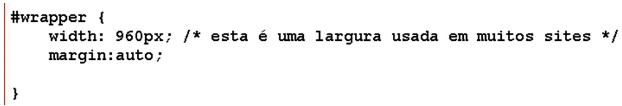 #wrapper {
    width: 960px; /* esta é uma largura usada em muitos sites */
    margin:auto;
}